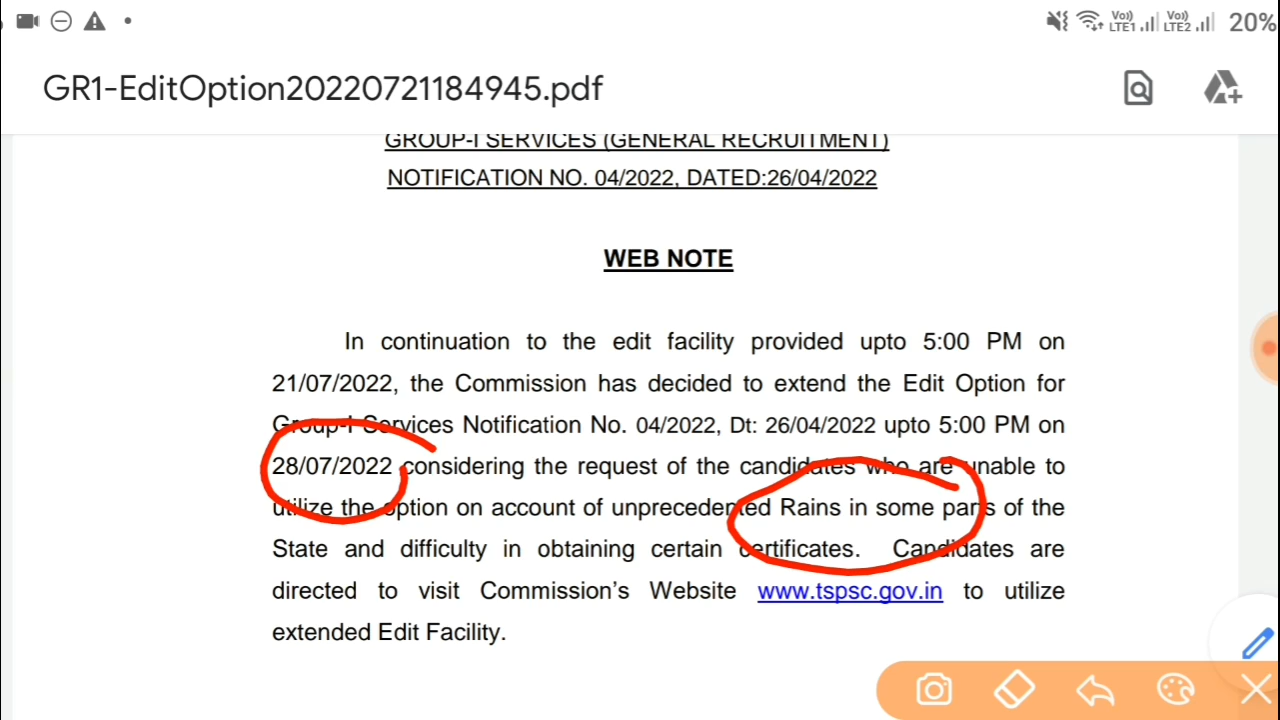 Vo)) LTE1 Vo)) LTE2 20%
GR1-EditOption20220721184945.pdf
GROUP-I SERVICES (GENERAL RECRUITMENT)
NOTIFICATION NO. 04/2022, DATED:26/04/2022
WEB NOTE
In continuation to the edit facility provided upto 5:00 PM on
21/07/2022, the Commission has decided to extend the Edit Option for
Group-I Services Notification No. 04/2022, Dt: 26/04/2022 upto 5:00 PM on
28/07/2022 considering the request of the candidates who are unable to
utilize the option on account of unprecedented Rains in some parts of the
State and difficulty in obtaining certain certificates. Candidates are
directed to visit Commission's Website www.tspsc.gov.in to utilize
extended Edit Facility.